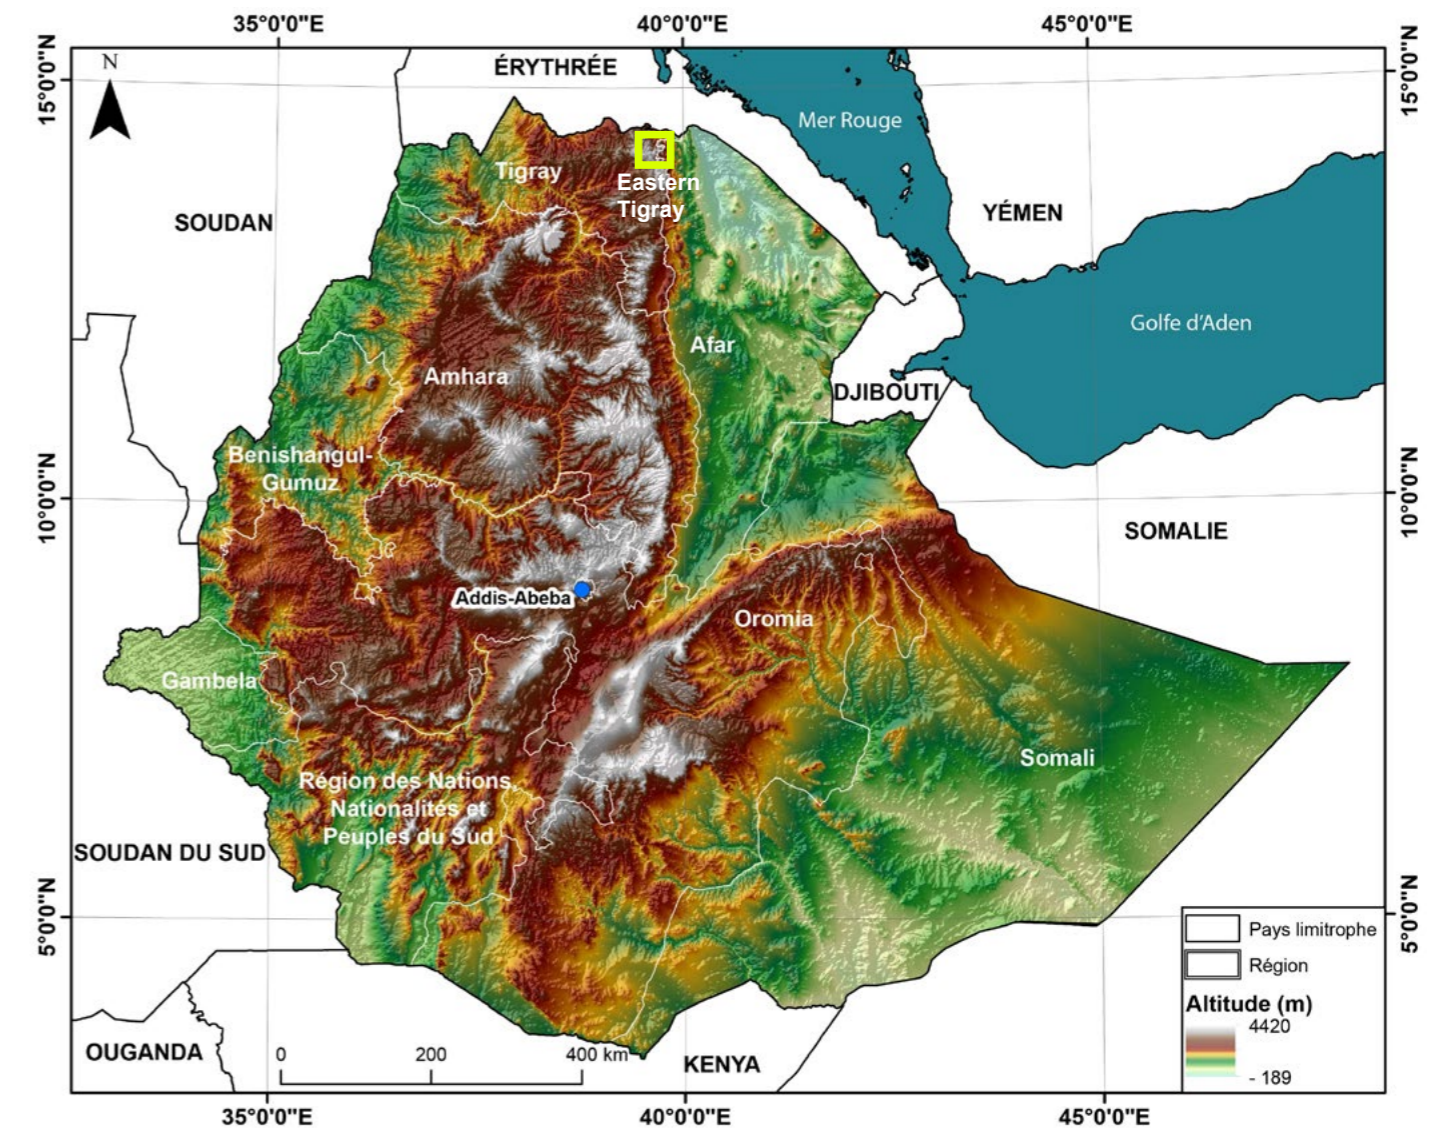 35°0'0"E
40°0'0"E
45°0'0"E
15°0'0"N
15°0'0"N
N
ÉRYTHRÉE
Mer Rouge
Tigray
Eastern
Tigray
SOUDAN
YÉMEN
Golfe d'Aden
Afar
Amhara
DJIBOUTI
Benishangul-
Gumuz
10°0'0"N
10°0'0"N
SOMALIE
Addis-Abeba
Oromia
Gambela
Somali
Région des Nations,
Nationalités et
Peuples du Sud
SOUDAN DU SUD
5°0'0"N
5°0'0"N
Pays limitrophe
Région
Altitude (m)
4420
- 189
OUGANDA
0
200
400 km
KENYA
35°0'0"E
40°0'0"E
45°0'0"E